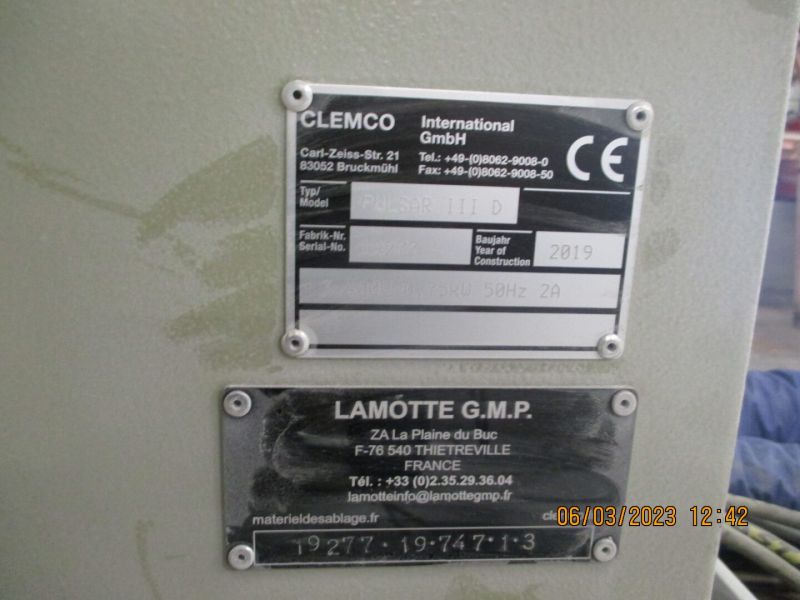 CLEMCO International GmbH
Carl-Zeiss-Str. 21
83052 Bruckmühl
Tel.: +49-(0)8062-9008-0
Fax: +49-(0)8062-9008-50
CE
Typ/
Model
PULSAR III D
Fabrik-Nr.
Serial-No.
Baujahr
Year of
Construction
2019
50Hz 2A
LAMOTTE G.M.P.
ZA La Plaine du Buc
F-76 540 THIETREVILLE
FRANCE
Tél. : +33 (0)2.35.29.36.04
lamotteinfo@lamottegmp.fr
materieldesablage.fr
19277·19·747·1·3
06/03/2023 12:42